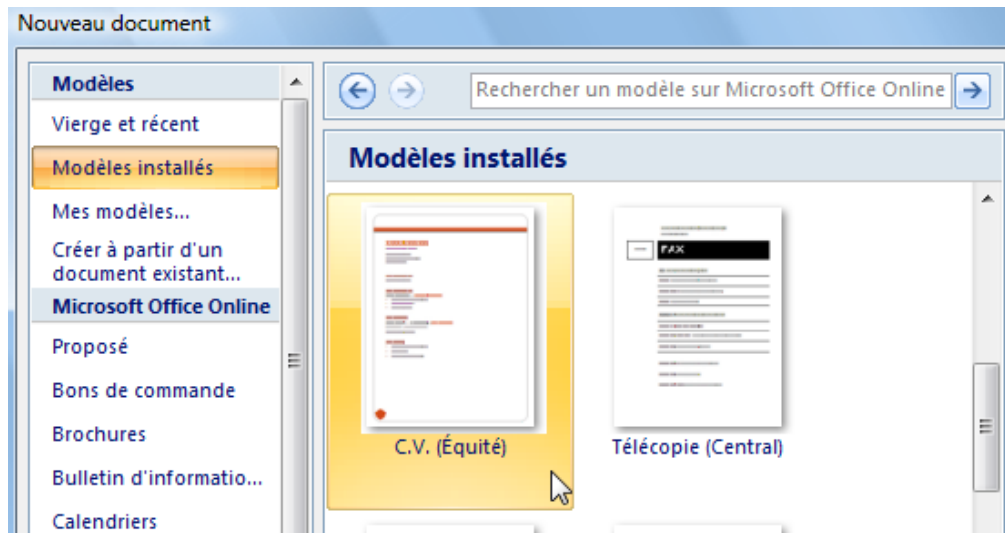 Nouveau document
Modèles
Vierge et récent
Modèles installés
Mes modèles...
Créer à partir d'un
document existant...
Microsoft Office Online
Proposé
Bons de commande
Brochures
Bulletin d'informatio...
Calendriers
Rechercher un modèle sur Microsoft Office Online
Modèles installés
FAX
C.V. (Équité)
Télécopie (Central)